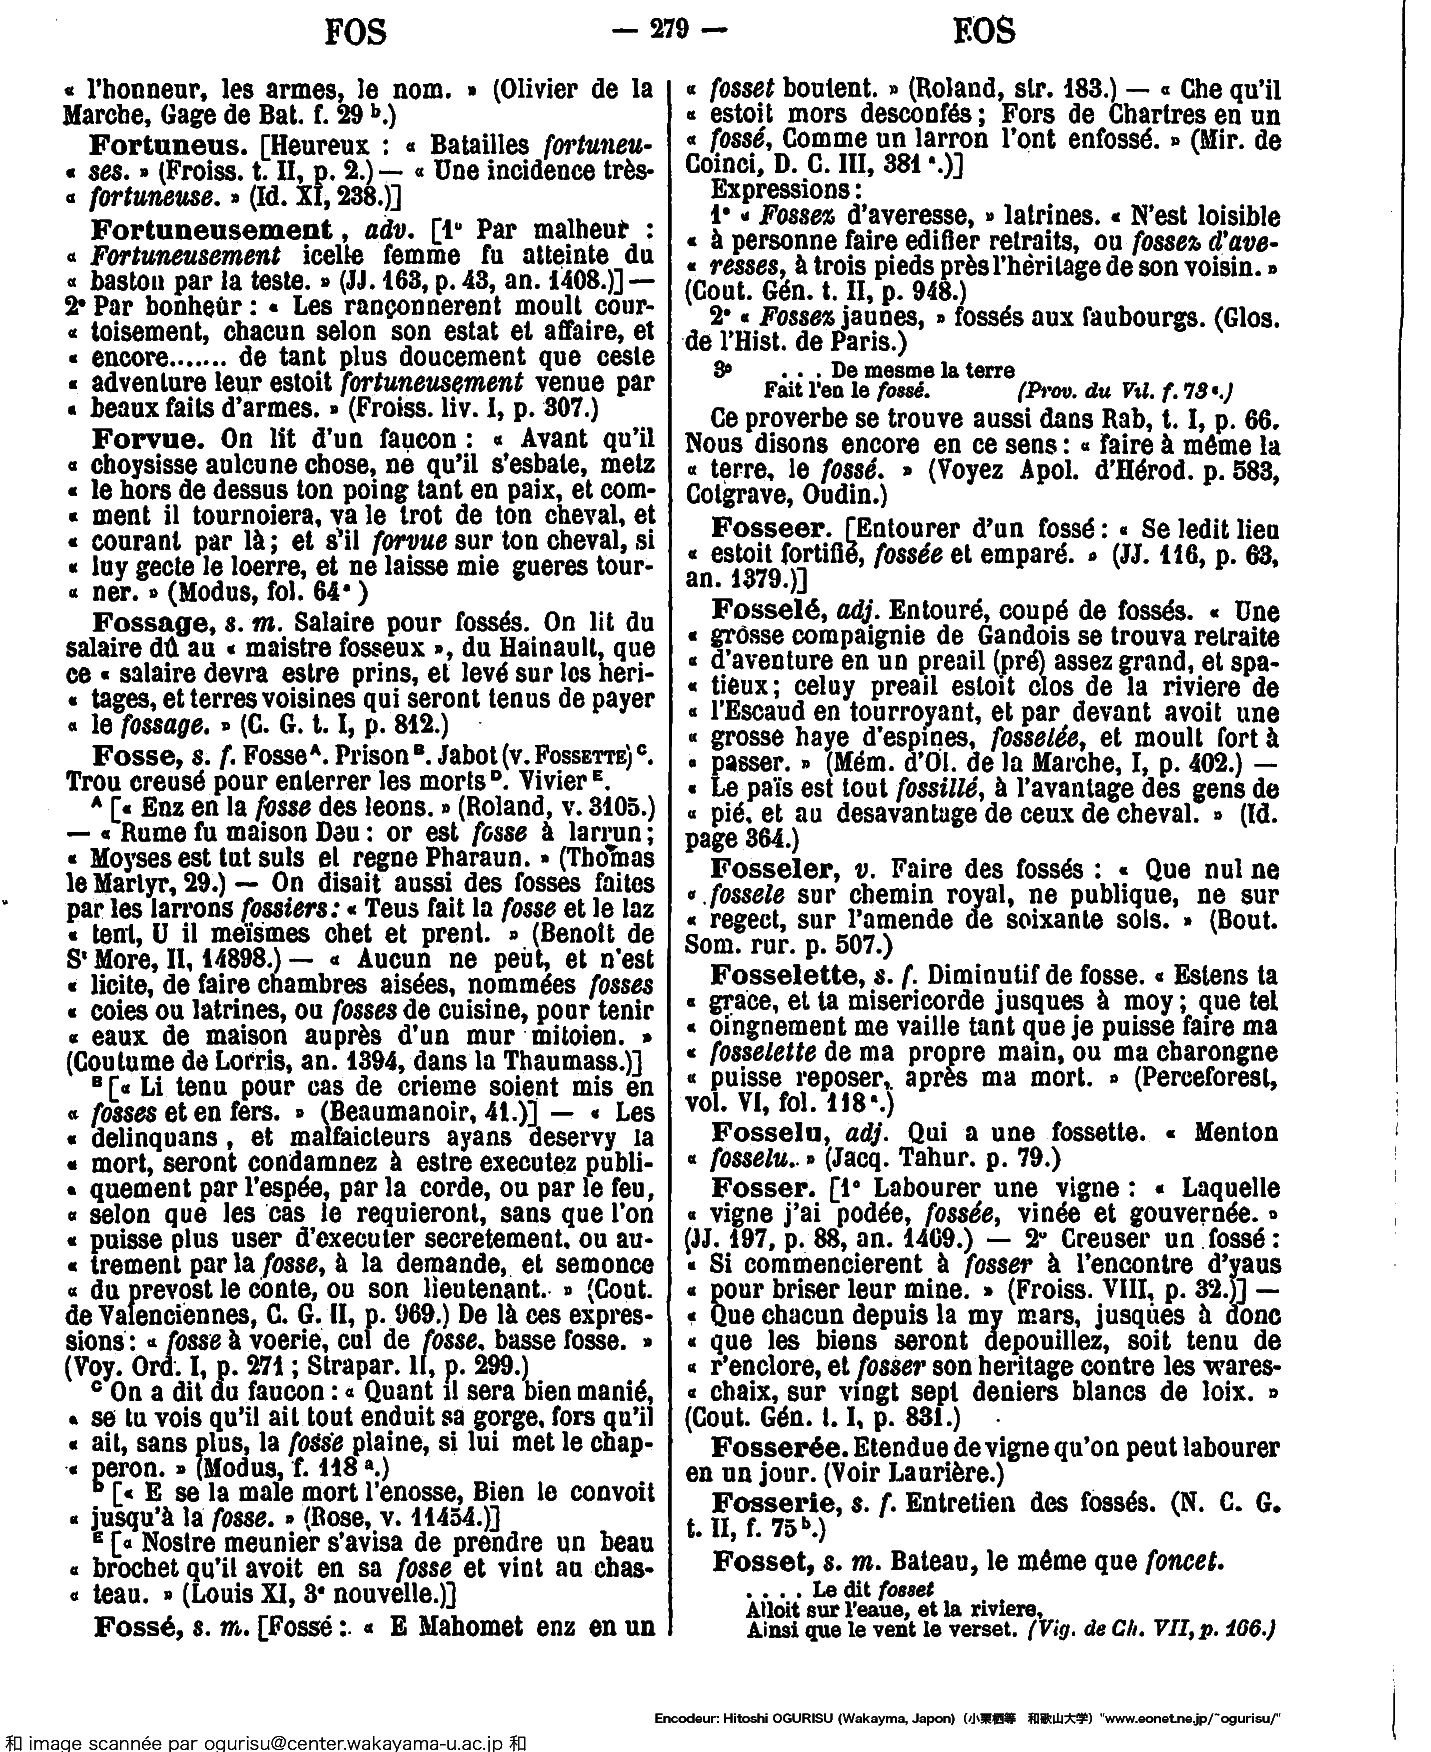 FOS — 279 — FOS
« l'honneur, les armes, le nom. » (Olivier de la
Marche, Gage de Bat. f. 29 b.)
Fortuneus. [Heureux : « Batailles fortuneu-
« ses. » (Froiss. t. II, p. 2.) — « Une incidence très-
« fortuneuse. » (Id. XI, 238.)]
Fortuneusement, adv. [1° Par malheur :
« Fortuneusement icelle femme fu atteinte du
« baston par la teste. » (JJ. 163, p. 43, an. 1408.)] —
2° Par bonheur : « Les rançonnerent moult cour-
« toisement, chacun selon son estat et affaire, et
« encore....... de tant plus doucement que ceste
« adventure leur estoit fortuneusement venue par
« beaux faits d'armes. » (Froiss. liv. I, p. 307.)
Forvue. On lit d'un faucon : « Avant qu'il
« choysisse aulcune chose, ne qu'il s'esbate, metz
« le hors de dessus ton poing tant en paix, et com-
« ment il tournoiera, va le trot de ton cheval, et
« courant par là ; et s'il forvue sur ton cheval, si
« luy gecte le loerre, et ne laisse mie gueres tour-
« ner. » (Modus, fol. 64 a)
Fossage, s. m. Salaire pour fossés. On lit du
salaire dû au « maistre fosseux », du Hainault, que
ce « salaire devra estre prins, et levé sur les heri-
« tages, et terres voisines qui seront tenus de payer
« le fossage. » (C. G. t. I, p. 812.)
Fosse, s. f. Fosse A. Prison B. Jabot (v. FOSSETTE) C.
Trou creusé pour enterrer les morts D. Vivier E.
A [« Enz en la fosse des leons. » (Roland, v. 3105.)
— « Rume fu maison Deu : or est fosse à larrun ;
« Moyses est tut suls et regne Pharaun. » (Thomas
le Martyr, 29.) — On disait aussi des fosses faites
par les larrons fossiers : « Teus fait la fosse et le laz
« tent, U il meïsmes chet et prent. » (Benoît de
St More, II, 14898.) — « Aucun ne peut, et n'est
« licite, de faire chambres aisées, nommées fosses
« coies ou latrines, ou fosses de cuisine, pour tenir
« eaux de maison auprès d'un mur mitoien. »
(Coutume de Lorris, an. 1394, dans la Thaumass.)]
B [« Li tenu pour cas de crieme soient mis en
« fosses et en fers. » (Beaumanoir, 41.)] — « Les
« delinquans, et malfaicteurs ayans deservy la
« mort, seront condamnez à estre executez publi-
« quement par l'espée, par la corde, ou par le feu,
« selon que les cas le requieront, sans que l'on
« puisse plus user d'executer secretement, ou au-
« trement par la fosse, à la demande, et semonce
« du prevost le conte, ou son lieutenant. » (Cout.
de Valenciennes, C. G. II, p. 969.) De là ces expres-
sions : « fosse à voerie, cul de fosse, basse fosse. »
(Voy. Ord. I, p. 271 ; Strapar. II, p. 299.)
C On a dit du faucon : « Quant il sera bien manié,
« se tu vois qu'il ait tout enduit sa gorge, fors qu'il
« ait, sans plus, la fosse plaine, si lui met le chap-
« peron. » (Modus, f. 118 a.)
D [« E se la male mort l'enosse, Bien le convoit
« jusqu'à la fosse. » (Rose, v. 11454.)]
E [« Nostre meunier s'avisa de prendre un beau
« brochet qu'il avoit en sa fosse et vint au chas-
« teau. » (Louis XI, 3e nouvelle.)]
Fossé, s. m. [Fossé : « E Mahomet enz en un
« fosset boutent. » (Roland, str. 183.) — « Che qu'il
« estoit mors desconfés ; Fors de Chartres en un
« fossé, Comme un larron l'ont enfossé. » (Mir. de
Coinci, D. C. III, 381 a.)]
Expressions :
1° « Fossez d'averesse, » latrines. « N'est loisible
« à personne faire edifier retraits, ou fossez d'ave-
« resses, à trois pieds près l'héritage de son voisin. »
(Cout. Gén. t. II, p. 948.)
2° « Fossez jaunes, » fossés aux faubourgs. (Glos.
de l'Hist. de Paris.)
3° . . . De mesme la terre
Fait l'en le fossé. (Prov. du Vil. f. 73 a.)
Ce proverbe se trouve aussi dans Rab, t. I, p. 66.
Nous disons encore en ce sens : « faire à même la
« terre, le fossé. » (Voyez Apol. d'Hérod. p. 583,
Cotgrave, Oudin.)
Fosseer. [Entourer d'un fossé : « Se ledit lieu
« estoit fortifié, fossée et emparé. » (JJ. 116, p. 63,
an. 1379.)]
Fosselé, adj. Entouré, coupé de fossés. « Une
« grosse compaignie de Gandois se trouva retraite
« d'aventure en un preail (pré) assez grand, et spa-
« tieux ; celuy preail estoit clos de la riviere de
« l'Escaud en tourroyant, et par devant avoit une
« grosse haye d'espines, fosselée, et moult fort à
« passer. » (Mém. d'Ol. de la Marche, I, p. 402.) —
« Le païs est tout fossillé, à l'avantage des gens de
« pié, et au desavantage de ceux de cheval. » (Id.
page 364.)
Fosseler, v. Faire des fossés : « Que nul ne
« fossele sur chemin royal, ne publique, ne sur
« regect, sur l'amende de soixante sols. » (Bout.
Som. rur. p. 507.)
Fosselette, s. f. Diminutif de fosse. « Estens ta
« grace, et ta misericorde jusques à moy ; que tel
« oingnement me vaille tant que je puisse faire ma
« fosselette de ma propre main, ou ma charongne
« puisse reposer, après ma mort. » (Perceforest,
vol. VI, fol. 118 a.)
Fosselu, adj. Qui a une fossette. « Menton
« fosselu. » (Jacq. Tahur. p. 79.)
Fosser. [1° Labourer une vigne : « Laquelle
« vigne j'ai podée, fossée, vinée et gouvernée. »
(JJ. 197, p. 88, an. 1409.) — 2° Creuser un fossé :
« Si commencierent à fosser à l'encontre d'yaus
« pour briser leur mine. » (Froiss. VIII, p. 32.)] —
« Que chacun depuis la my mars, jusques à donc
« que les biens seront depouillez, soit tenu de
« r'enclore, et fosser son heritage contre les wares-
« chaix, sur vingt sept deniers blancs de loix. »
(Cout. Gén. t. I, p. 831.)
Fosserée. Etendue de vigne qu'on peut labourer
en un jour. (Voir Laurière.)
Fosserie, s. f. Entretien des fossés. (N. C. G.
t. II, f. 75 b.)
Fosset, s. m. Bateau, le même que foncet.
. . . . Le dit fosset
Alloit sur l'eaue, et la riviere,
Ainsi que le vent le verset. (Vig. de Ch. VII, p. 166.)
Encodeur: Hitoshi OGURISU (Wakayma, Japon) (小栗栖等 和歌山大学) "www.eonet.ne.jp/~ogurisu/"
和 image scannée par ogurisu@center.wakayama-u.ac.jp 和